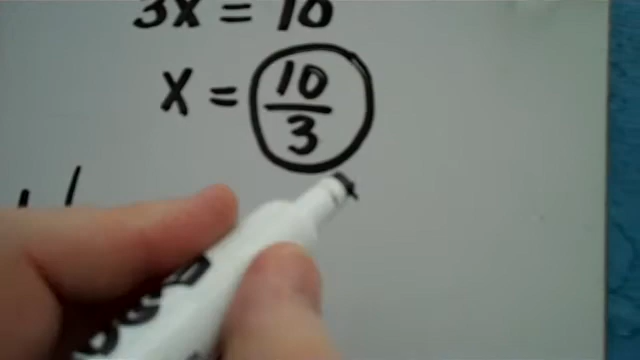 3x = 10
x = 10/3